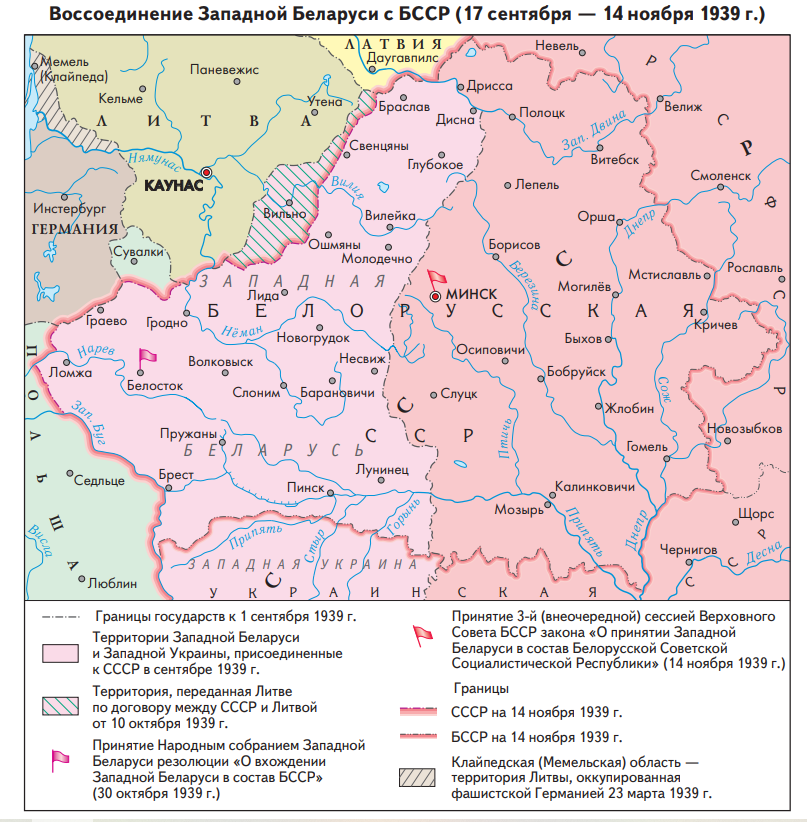 Воссоединение Западной Беларуси с БССР (17 сентября — 14 ноября 1939 г.)
ЛАТВИЯ
Невель
Мемель
(Клайпеда)
Паневежис
Даугавпилс
Р
Кельме
Утена
Браслав
Дрисса
Велиж
ЛИТВА
Дисна
Полоцк
Зап. Двина
С
Р
Нямунас
Свенцяны
Глубокое
Витебск
КАУНАС
Вилия
Лепель
Смоленск
Ф
Инстербург
Вильно
Вилейка
Орша
Днепр
ГЕРМАНИЯ
Ошмяны
Сувалки
Молодечно
Борисов
С
Березина
Мстиславль
Рославль
ЗАПАДНАЯ
Лида
МИНСК
Могилёв
С
Граево
Гродно
БЕЛОРУССКАЯ
Кричев
Нёман
Новогрудок
Быхов
П
Нарев
Волковыск
Несвиж
Осиповичи
Ломжа
Белосток
Слоним
Барановичи
Бобруйск
Сож
Р
О
Слуцк
С
Жлобин
Зап. Буг
Птичь
Новозыбков
Л
Пружаны
ССР
Гомель
БЕЛАРУСЬ
Ь
Седльце
Брест
Лунинец
Пинск
Калинковичи
Мозырь
Щорс
Ш
Висла
Припять
Стыр
Горынь
Припять
Днепр
Р
Чернигов
С
Десна
А
ЗАПАДНАЯ УКРАИНА
С
С
Люблин
УКРАИНСКАЯ
Границы государств к 1 сентября 1939 г.
Территории Западной Беларуси
и Западной Украины, присоединенные
к СССР в сентебре 1939 г.
Территория, переданная Литве
по договору между СССР и Литвой
от 10 октября 1939 г.
Принятие Народным собранием Западной
Беларуси резолюции «О вхождении
Западной Беларуси в состав БССР»
(30 октября 1939 г.)
Принятие 3-й (внеочередной) сессией Верховного
Совета БССР закона «О принятии Западной
Беларуси в состав Белорусской Советской
Социалистической Республики» (14 ноября 1939 г.)
Границы
СССР на 14 ноября 1939 г.
БССР на 14 ноября 1939 г.
Клайпедская (Мемельская) область —
территория Литвы, оккупированная
фашистской Германией 23 марта 1939 г.